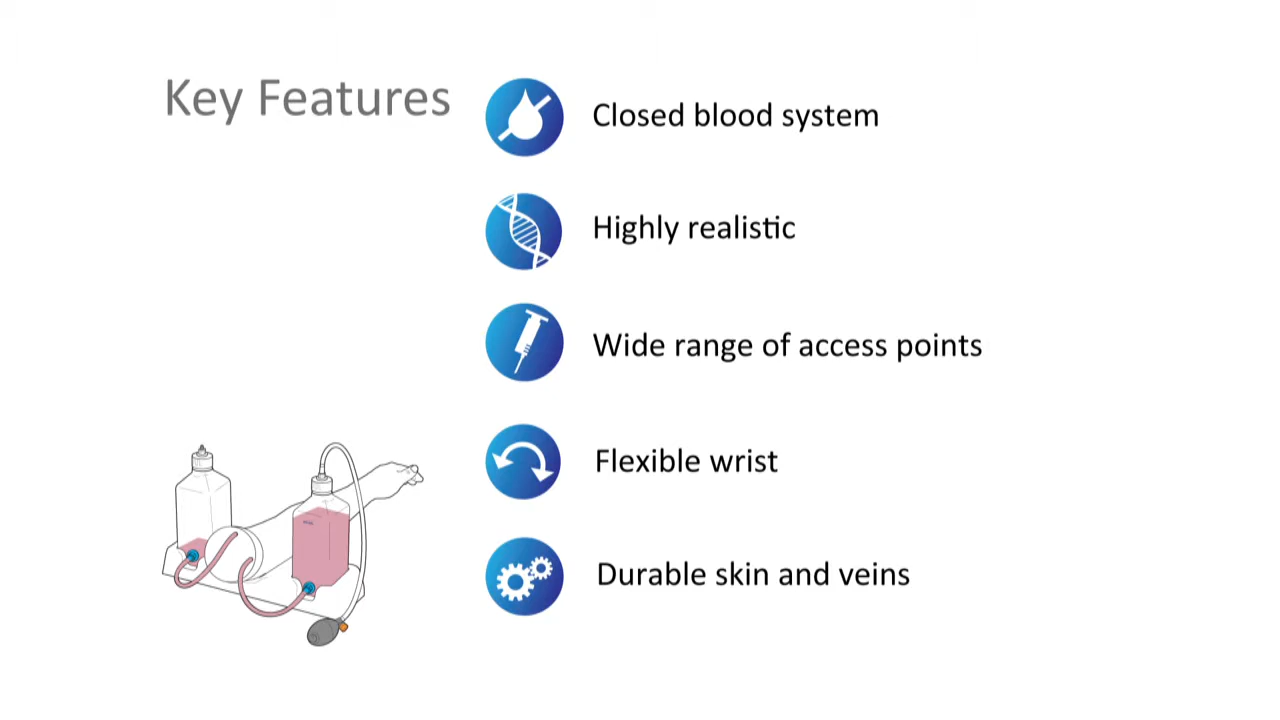 Key Features
Closed blood system
Highly realistic
Wide range of access points
Flexible wrist
Durable skin and veins